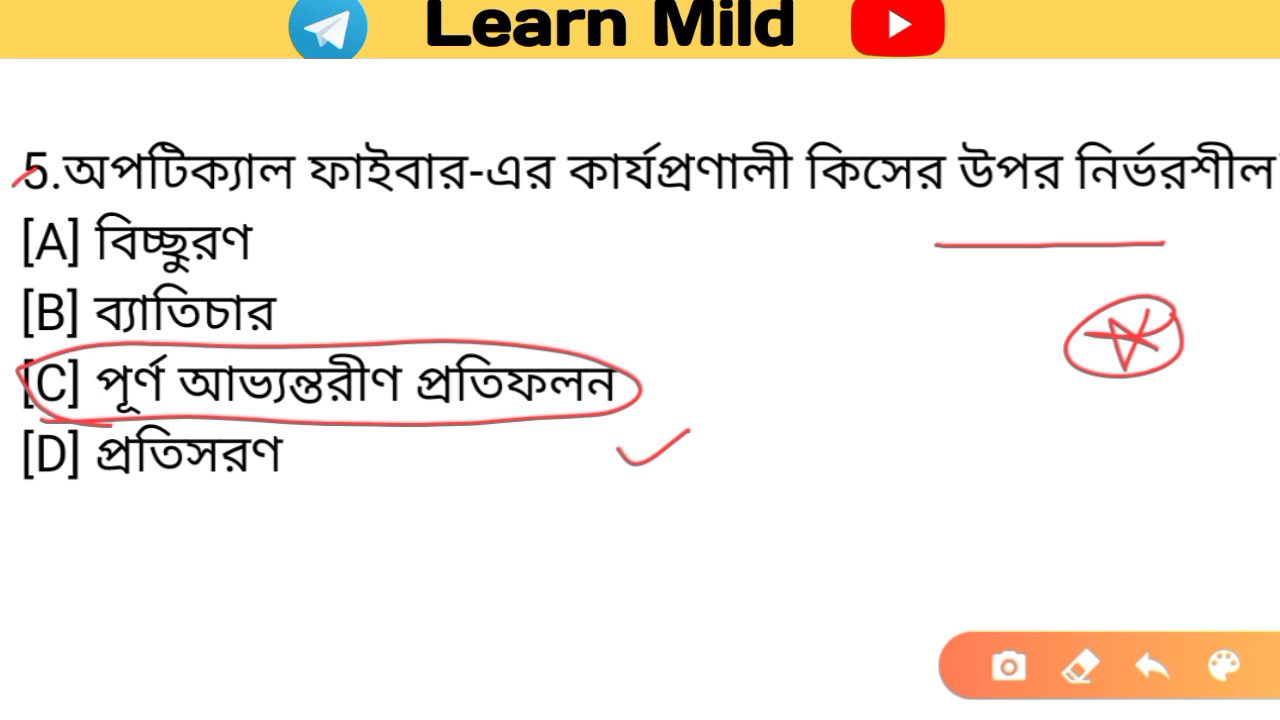 Learn Mild
5.অপটিক্যাল ফাইবার-এর কার্যপ্রণালী কিসের উপর নির্ভরশীল
[A] বিচ্ছুরণ
[B] ব্যাতিচার
[C] পূর্ণ আভ্যন্তরীণ প্রতিফলন
[D] প্রতিসরণ